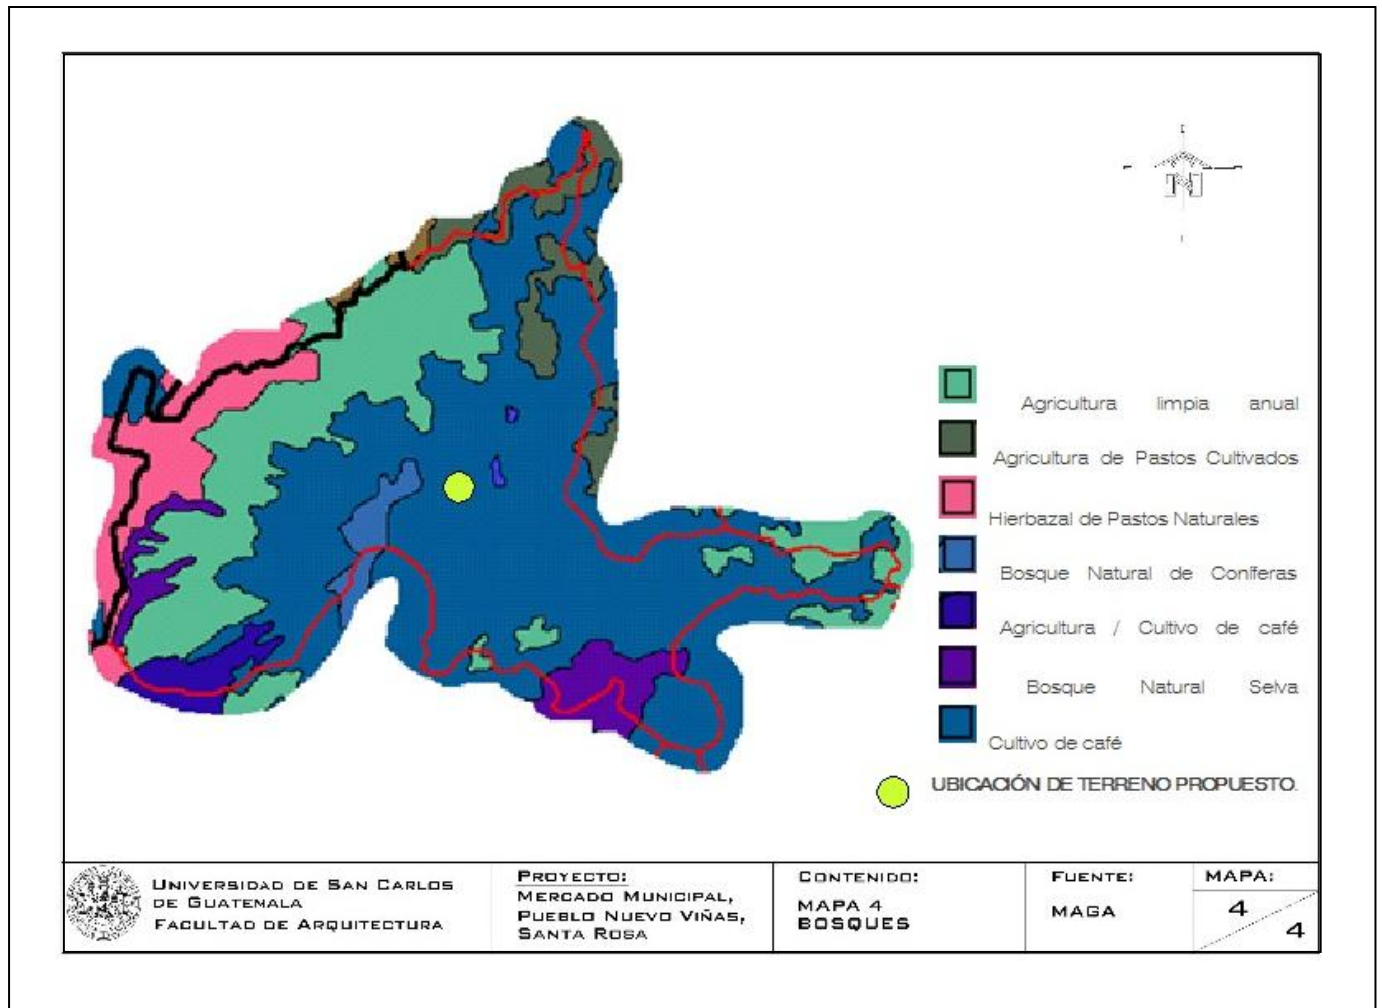 N
Agricultura limpia anual
Agricultura de Pastos Cultivados
Hierbazal de Pastos Naturales
Bosque Natural de Coníferas
Agricultura / Cultivo de café
Bosque Natural Selva
Cultivo de café
UBICACIÓN DE TERRENO PROPUESTO.
UNIVERSIDAD DE SAN CARLOS
DE GUATEMALA
FACULTAD DE ARQUITECTURA
PROYECTO:
MERCADO MUNICIPAL,
PUEBLO NUEVO VIÑAS,
SANTA ROSA
CONTENIDO:
MAPA 4
BOSQUES
FUENTE:
MAGA
MAPA:
4
4